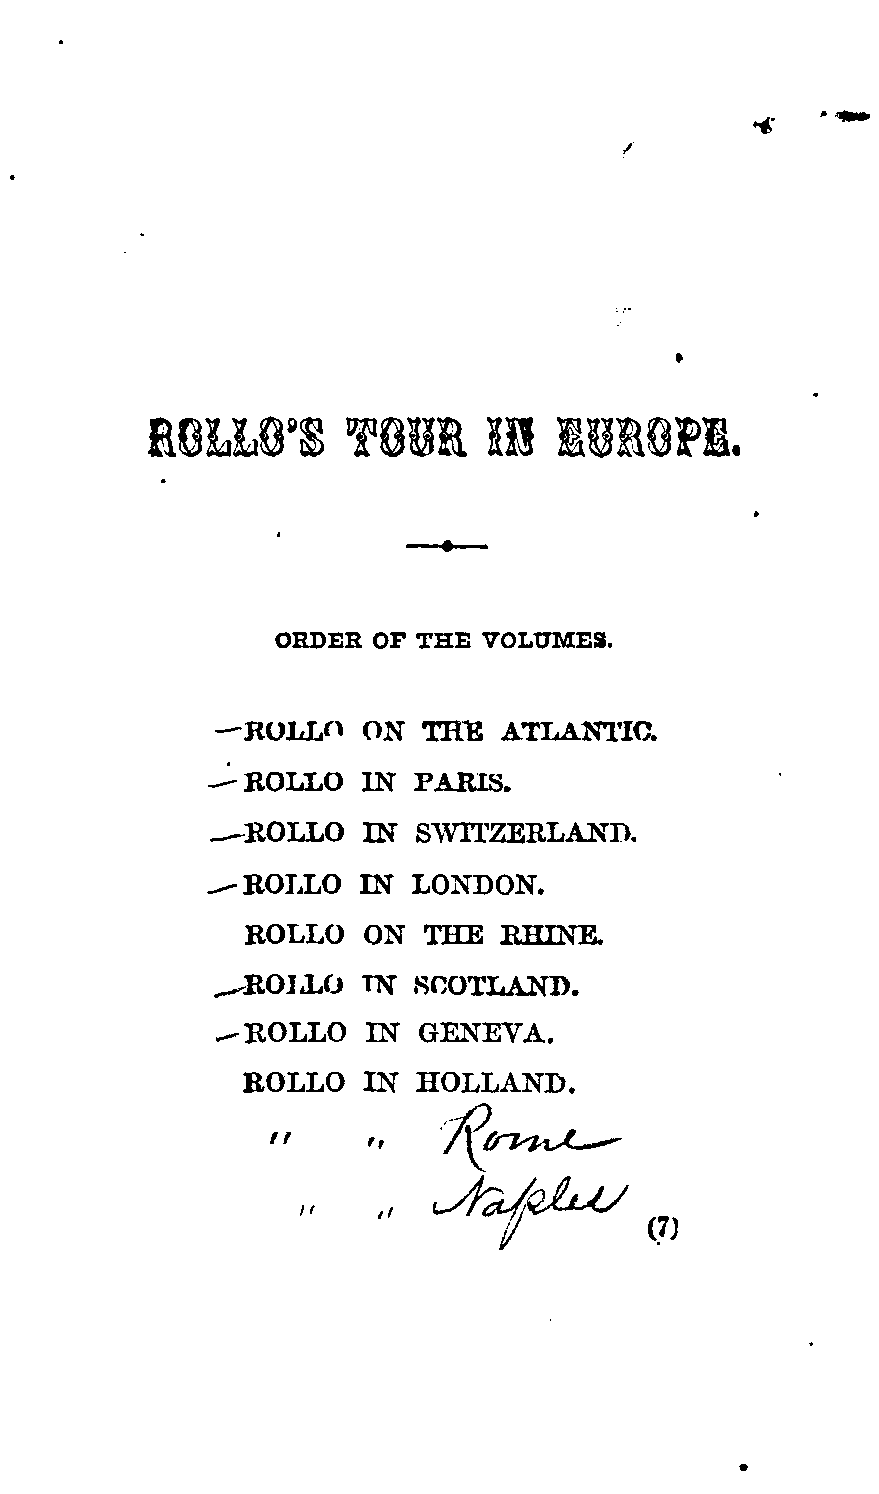 ROLLO'S TOUR IN EUROPE.
ORDER OF THE VOLUMES.
—ROLLO ON THE ATLANTIC.
—ROLLO IN PARIS.
—ROLLO IN SWITZERLAND.
—ROLLO IN LONDON.
ROLLO ON THE RHINE.
—ROLLO IN SCOTLAND.
—ROLLO IN GENEVA.
ROLLO IN HOLLAND.
" " Rome
" " Naples
(7)